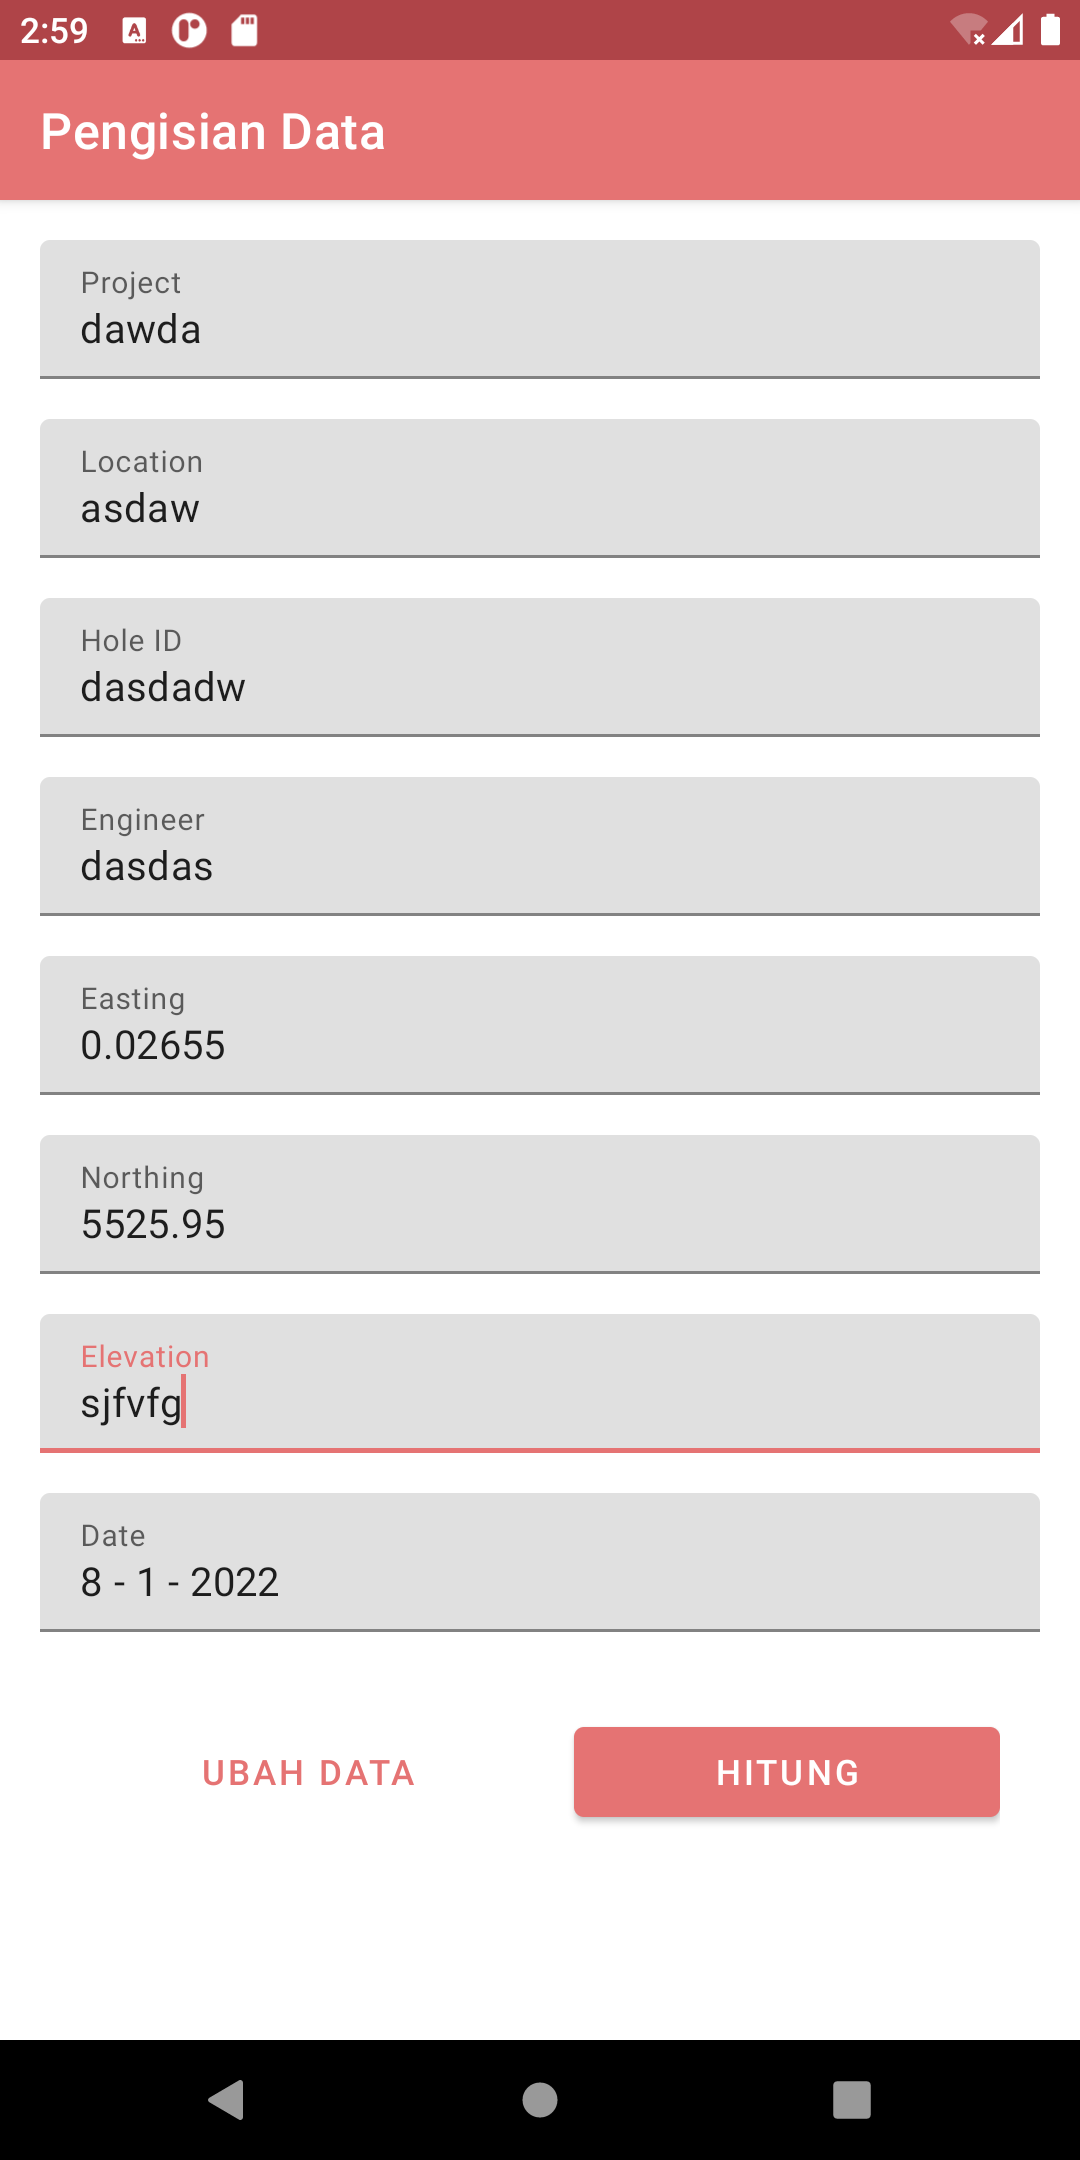 2:59
Pengisian Data
Project
dawda
Location
asdaw
Hole ID
dasdadw
Engineer
dasdas
Easting
0.02655
Northing
5525.95
Elevation
sjfvfg
Date
8 - 1 - 2022
UBAH DATA
HITUNG